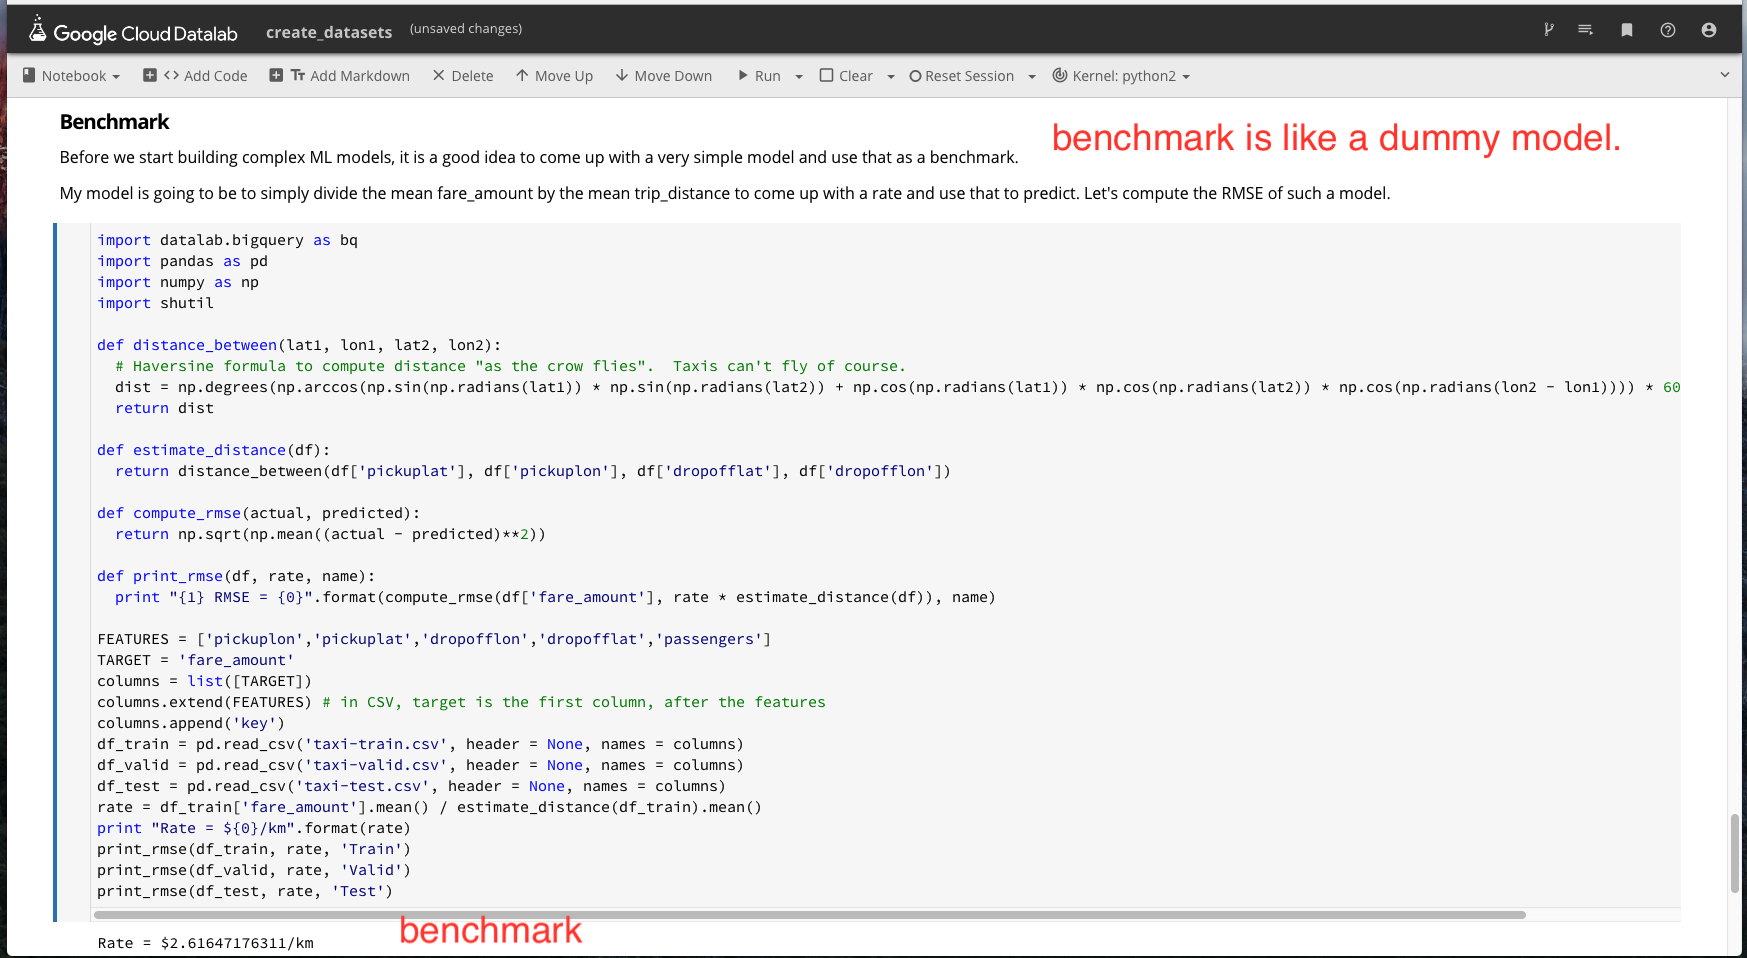 Google Cloud Datalab create_datasets (unsaved changes)
Notebook Add Code Tт Add Markdown Delete Move Up Move Down Run Clear Reset Session Kernel: python2
Benchmark
benchmark is like a dummy model.
Before we start building complex ML models, it is a good idea to come up with a very simple model and use that as a benchmark.
My model is going to be to simply divide the mean fare_amount by the mean trip_distance to come up with a rate and use that to predict. Let's compute the RMSE of such a model.
import datalab.bigquery as bq
import pandas as pd
import numpy as np
import shutil
def distance_between(lat1, lon1, lat2, lon2):
  # Haversine formula to compute distance "as the crow flies".  Taxis can't fly of course.
  dist = np.degrees(np.arccos(np.sin(np.radians(lat1)) * np.sin(np.radians(lat2)) + np.cos(np.radians(lat1)) * np.cos(np.radians(lat2)) * np.cos(np.radians(lon2 - lon1)))) * 60
  return dist
def estimate_distance(df):
  return distance_between(df['pickuplat'], df['pickuplon'], df['dropofflat'], df['dropofflon'])
def compute_rmse(actual, predicted):
  return np.sqrt(np.mean((actual - predicted)**2))
def print_rmse(df, rate, name):
  print "{1} RMSE = {0}".format(compute_rmse(df['fare_amount'], rate * estimate_distance(df)), name)
FEATURES = ['pickuplon','pickuplat','dropofflon','dropofflat','passengers']
TARGET = 'fare_amount'
columns = list([TARGET])
columns.extend(FEATURES) # in CSV, target is the first column, after the features
columns.append('key')
df_train = pd.read_csv('taxi-train.csv', header = None, names = columns)
df_valid = pd.read_csv('taxi-valid.csv', header = None, names = columns)
df_test = pd.read_csv('taxi-test.csv', header = None, names = columns)
rate = df_train['fare_amount'].mean() / estimate_distance(df_train).mean()
print "Rate = ${0}/km".format(rate)
print_rmse(df_train, rate, 'Train')
print_rmse(df_valid, rate, 'Valid')
print_rmse(df_test, rate, 'Test')
benchmark
Rate = $2.61647176311/km